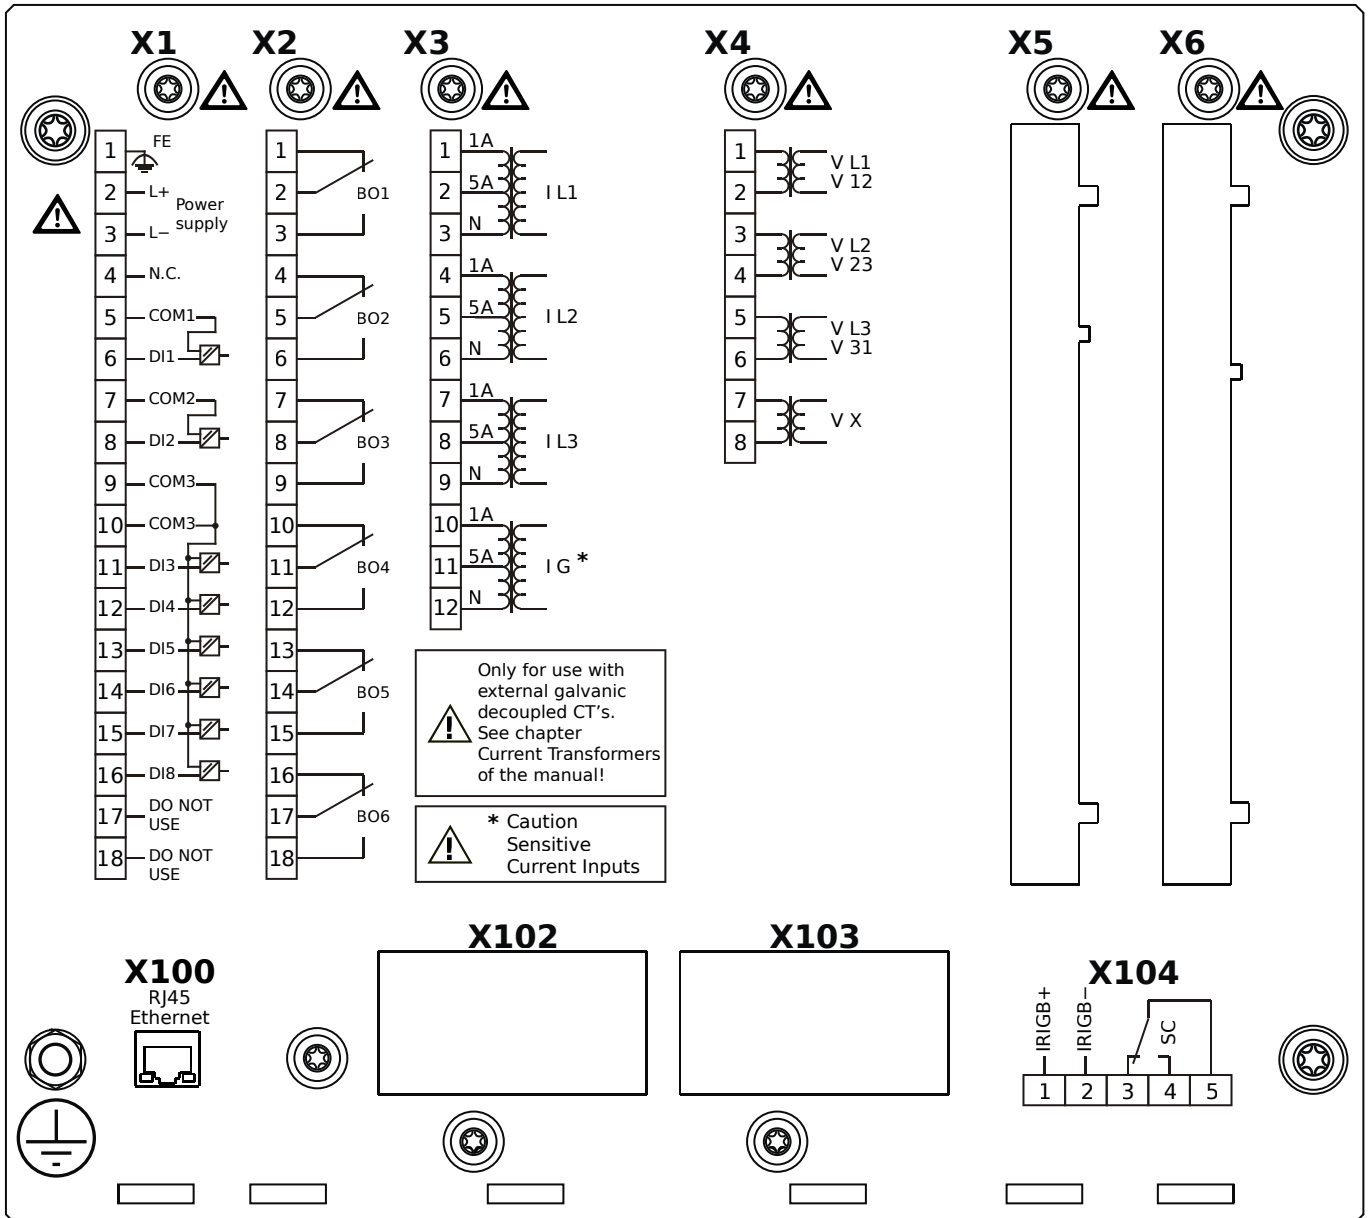 X1
X2
X3
X4
X5
X6
1 FE
2 L+ Power
supply
3 L−
4 N.C.
5 COM1
6 DI1
7 COM2
8 DI2
9 COM3
10 COM3
11 DI3
12 DI4
13 DI5
14 DI6
15 DI7
16 DI8
17 DO NOT
USE
18 DO NOT
USE
1
2 BO1
3
4
5 BO2
6
7
8 BO3
9
10
11 BO4
12
13
14 BO5
15
16
17 BO6
18
1 1A
2 5A I L1
3 N
4 1A
5 5A I L2
6 N
7 1A
8 5A I L3
9 N
10 1A
11 5A I G *
12 N
Only for use with
external galvanic
decoupled CT's.
See chapter
Current Transformers
of the manual!
* Caution
Sensitive
Current Inputs
1 V L1
2 V 12
3 V L2
4 V 23
5 V L3
6 V 31
7 V X
8
X100
RJ45
Ethernet
X102
X103
X104
IRIGB+
IRIGB−
SC
1 2 3 4 5